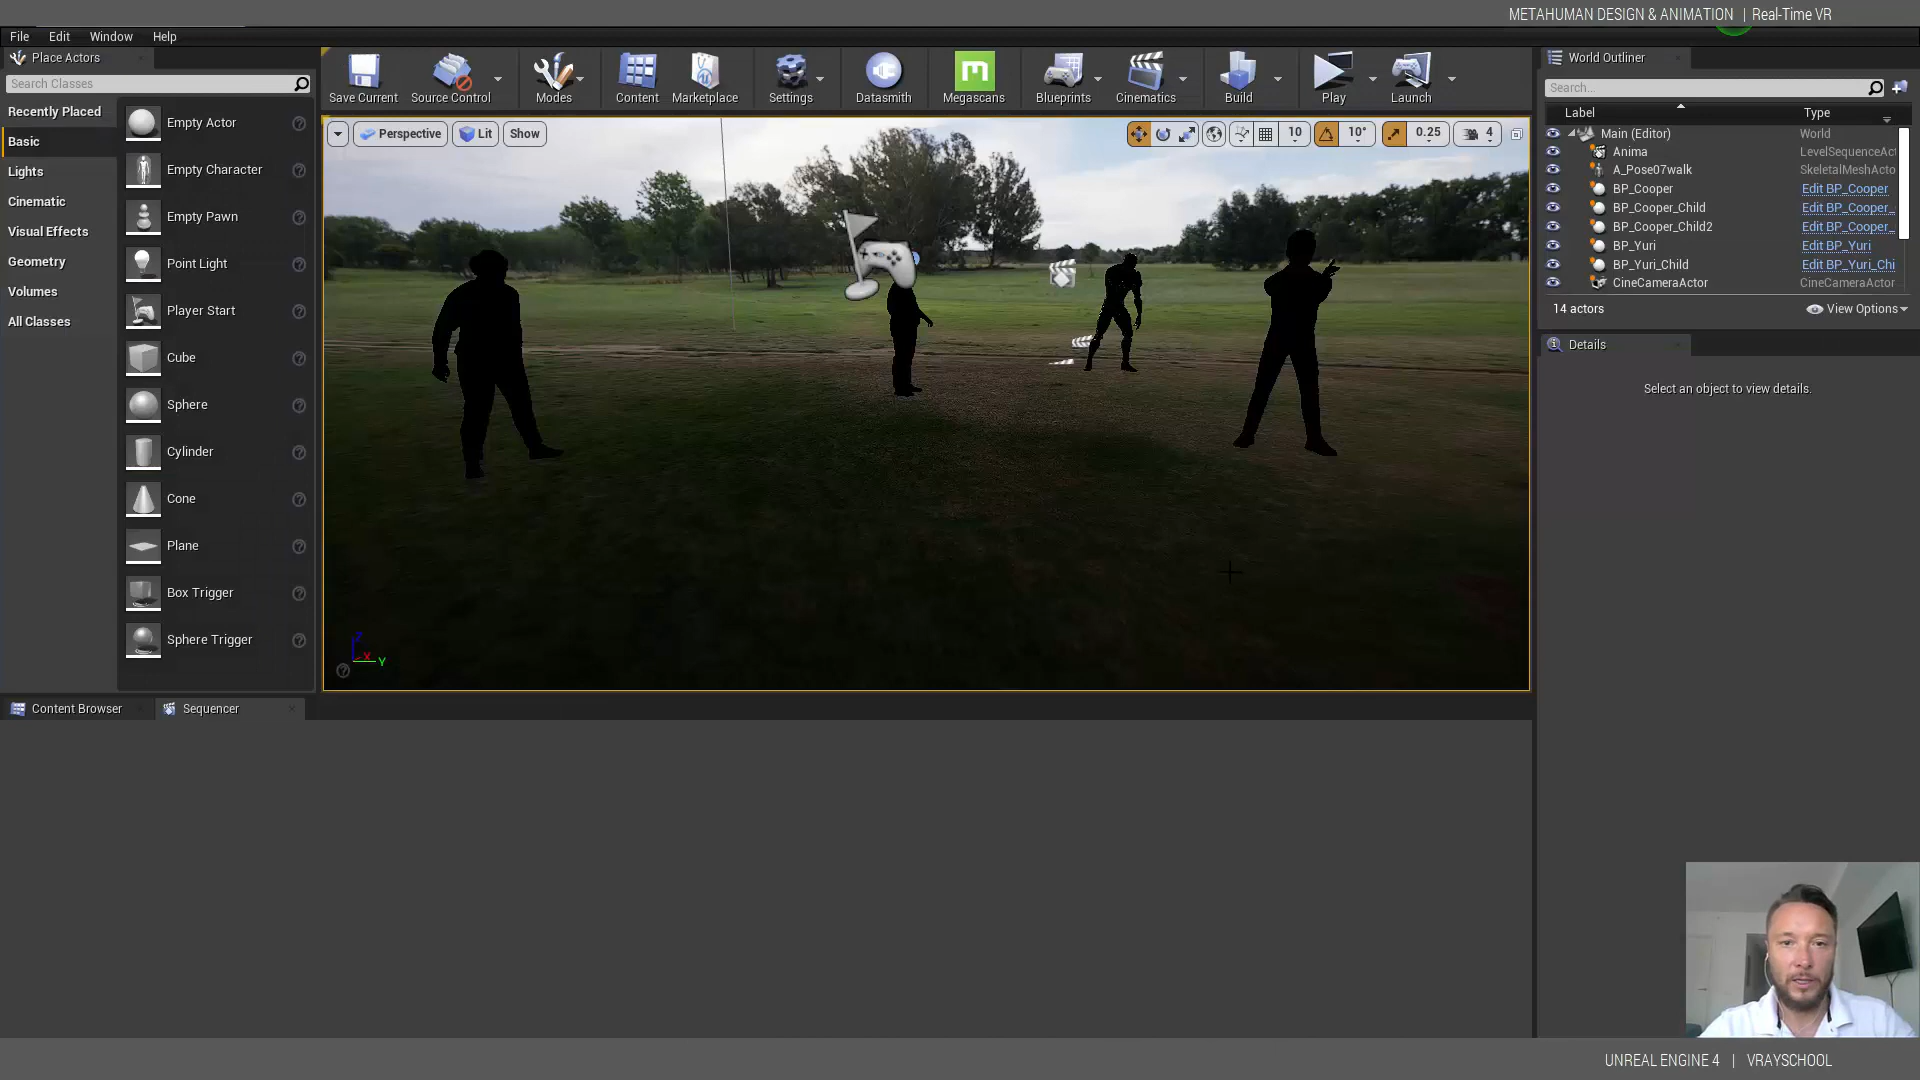 METAHUMAN DESIGN & ANIMATION | Real-Time VR
File Edit Window Help
Place Actors
Search Classes
Recently Placed
Basic
Lights
Cinematic
Visual Effects
Geometry
Volumes
All Classes
Empty Actor
Empty Character
Empty Pawn
Point Light
Player Start
Cube
Sphere
Cylinder
Cone
Plane
Box Trigger
Sphere Trigger
Save Current Source Control Modes Content Marketplace Settings Datasmith Megascans Blueprints Cinematics Build Play Launch
Perspective Lit Show
10 10° 0.25 4
Z
X Y
World Outliner
Search...
Label Type
Main (Editor) World
Anima LevelSequenceAct
A_Pose07walk SkeletalMeshActo
BP_Cooper Edit BP_Cooper
BP_Cooper_Child Edit BP_Cooper_
BP_Cooper_Child2 Edit BP_Cooper_
BP_Yuri Edit BP_Yuri
BP_Yuri_Child Edit BP_Yuri_Chi
CineCameraActor CineCameraActor
14 actors View Options
Details
Select an object to view details.
Content Browser Sequencer
UNREAL ENGINE 4 | VRAYSCHOOL